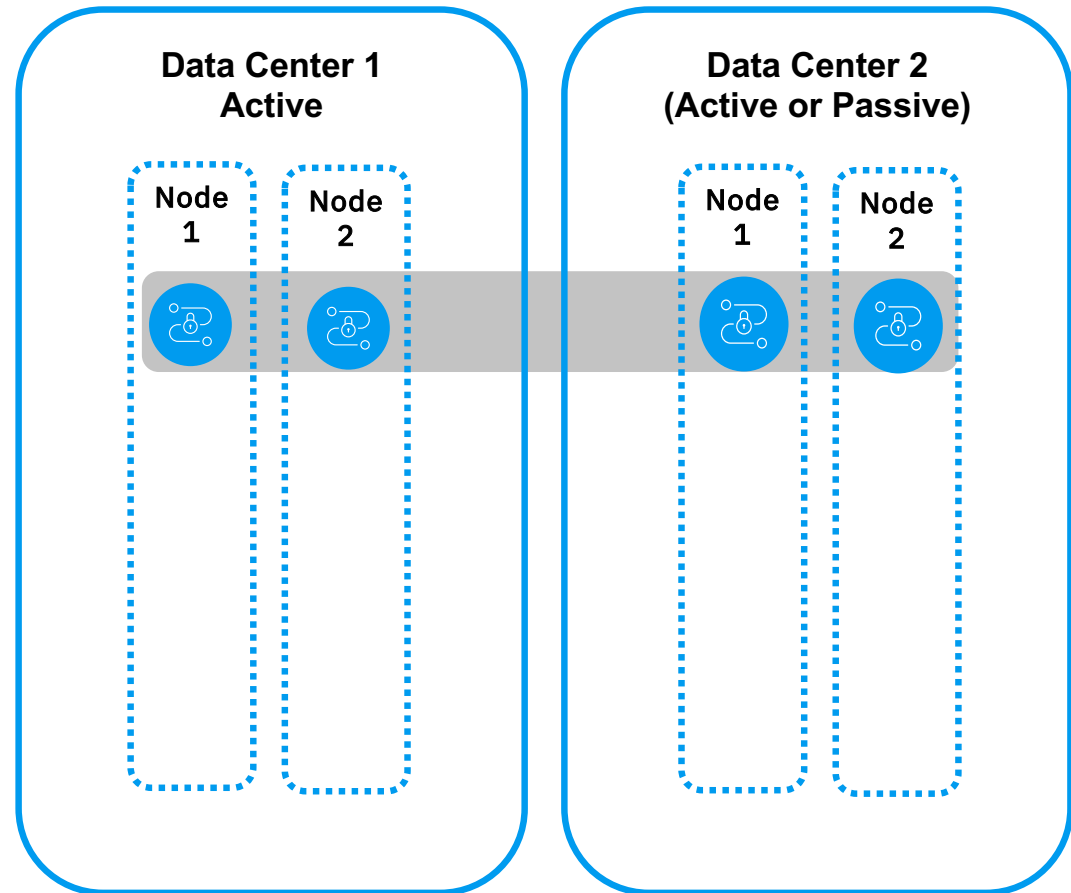 Data Center 1
Active
Node
1
Node
2
Data Center 2
(Active or Passive)
Node
1
Node
2